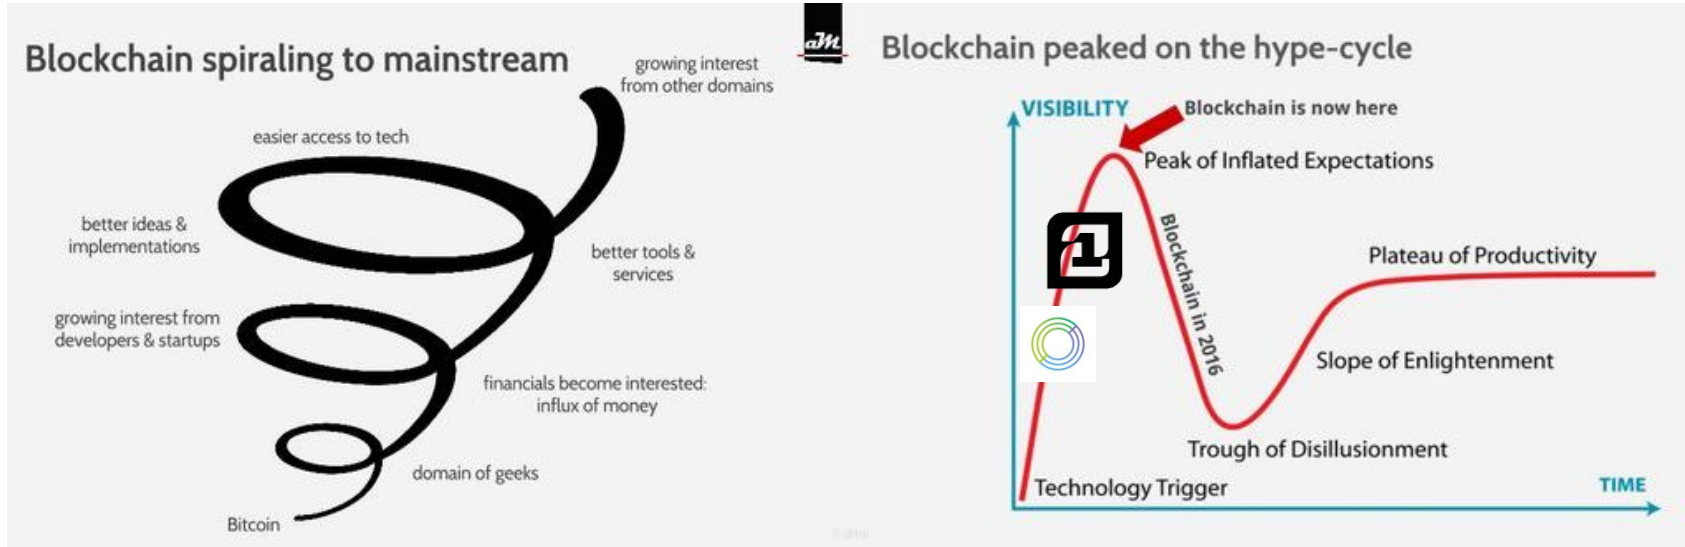 Blockchain spiraling to mainstream
growing interest
from other domains
easier access to tech
better ideas &
implementations
better tools &
services
growing interest from
developers & startups
financials become interested:
influx of money
domain of geeks
Bitcoin
aM
Blockchain peaked on the hype-cycle
VISIBILITY
Blockchain is now here
Peak of Inflated Expectations
1
Blockchain in 2016
Plateau of Productivity
Slope of Enlightenment
Trough of Disillusionment
Technology Trigger
TIME